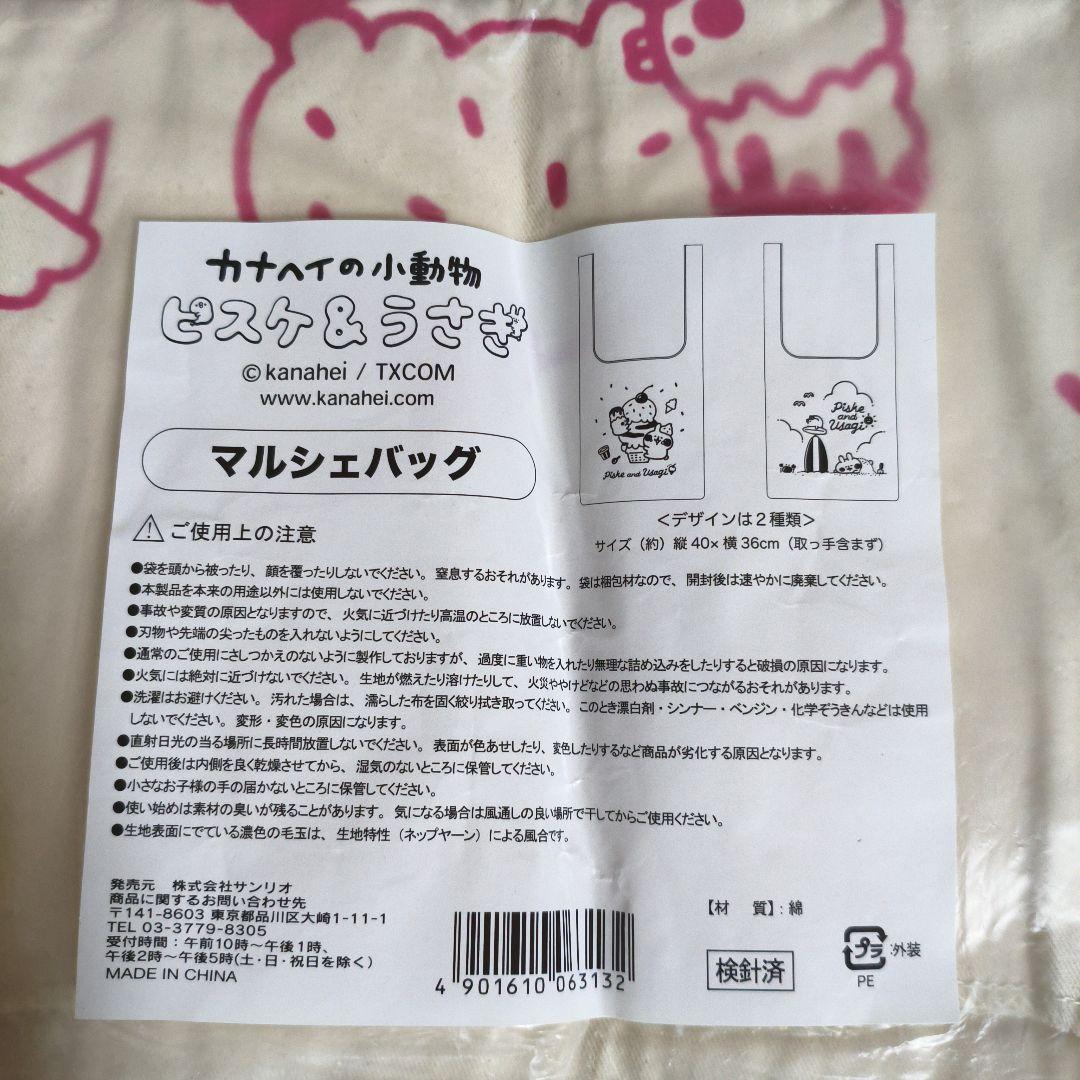 カナヘイの小動物
ピスケ&うさぎ
©kanahei / TXCOM
www.kanahei.com
マルシェバッグ
Piske and Usagi
Piske
and
Usagi
<デザインは2種類>
サイズ(約)縦40×横36cm(取っ手含まず)
⚠ご使用上の注意
●袋を頭から被ったり、顔を覆ったりしないでください。窒息するおそれがあります。袋は梱包材なので、開封後は速やかに廃棄してください。
●本製品を本来の用途以外には使用しないでください。
●事故や変質の原因となりますので、火気に近づけたり高温のところに放置しないでください。
●刃物や先端の尖ったものを入れないようにしてください。
●通常のご使用にさしつかえのないように製作しておりますが、過度に重い物を入れたり無理な詰め込みをしたりすると破損の原因になります。
●火気には絶対に近づけないでください。生地が燃えたり溶けたりして、火災ややけどなどの思わぬ事故につながるおそれがあります。
●洗濯はお避けください。汚れた場合は、濡らした布を固く絞り拭き取ってください。このとき漂白剤・シンナー・ベンジン・化学ぞうきんなどは使用
しないでください。変形・変色の原因になります。
●直射日光の当る場所に長時間放置しないでください。表面が色あせしたり、変色したりするなど商品が劣化する原因となります。
●ご使用後は内側を良く乾燥させてから、湿気のないところに保管してください。
●小さなお子様の手の届かないところに保管してください。
●使い始めは素材の臭いが残ることがあります。気になる場合は風通しの良い場所で干してからご使用ください。
●生地表面にでている濃色の毛玉は、生地特性(ネップヤーン)による風合です。
発売元 株式会社サンリオ
商品に関するお問い合わせ先
〒141-8603 東京都品川区大崎1-11-1
TEL 03-3779-8305
受付時間:午前10時~午後1時、
午後2時~午後5時(土・日・祝日を除く)
MADE IN CHINA
4 901610 063132
【材 質】:綿
検針済
プラ
:外装
PE